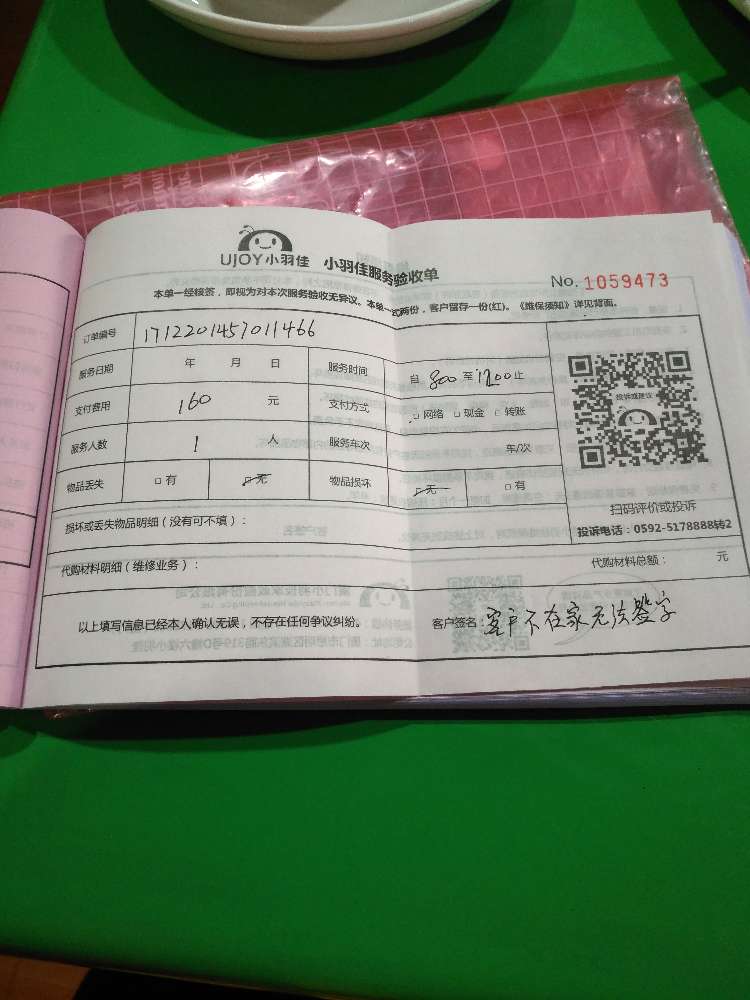 UJOY小羽佳 小羽佳服务验收单
No. 1059473
本单一经核签，即视为对本次服务验收无异议。本单一式两份，客户留存一份(红)。《维保须知》详见背面。
订单编号 1712201457011466
服务日期 年 月 日 服务时间 自 800 至 1200 止
支付费用 160 元 支付方式 □网络 □现金 □转账
服务人数 1 人 服务车次 车/次
物品丢失 □有 □无 物品损坏 □无 □有
投诉或建议
扫码评价或投诉
投诉电话：0592-5178888转2
损坏或丢失物品明细（没有可不填）：
代购材料明细（维修业务）： 代购材料总额： 元
以上填写信息已经本人确认无误，不存在任何争议纠纷。 客户签名：客户不在家无法签字